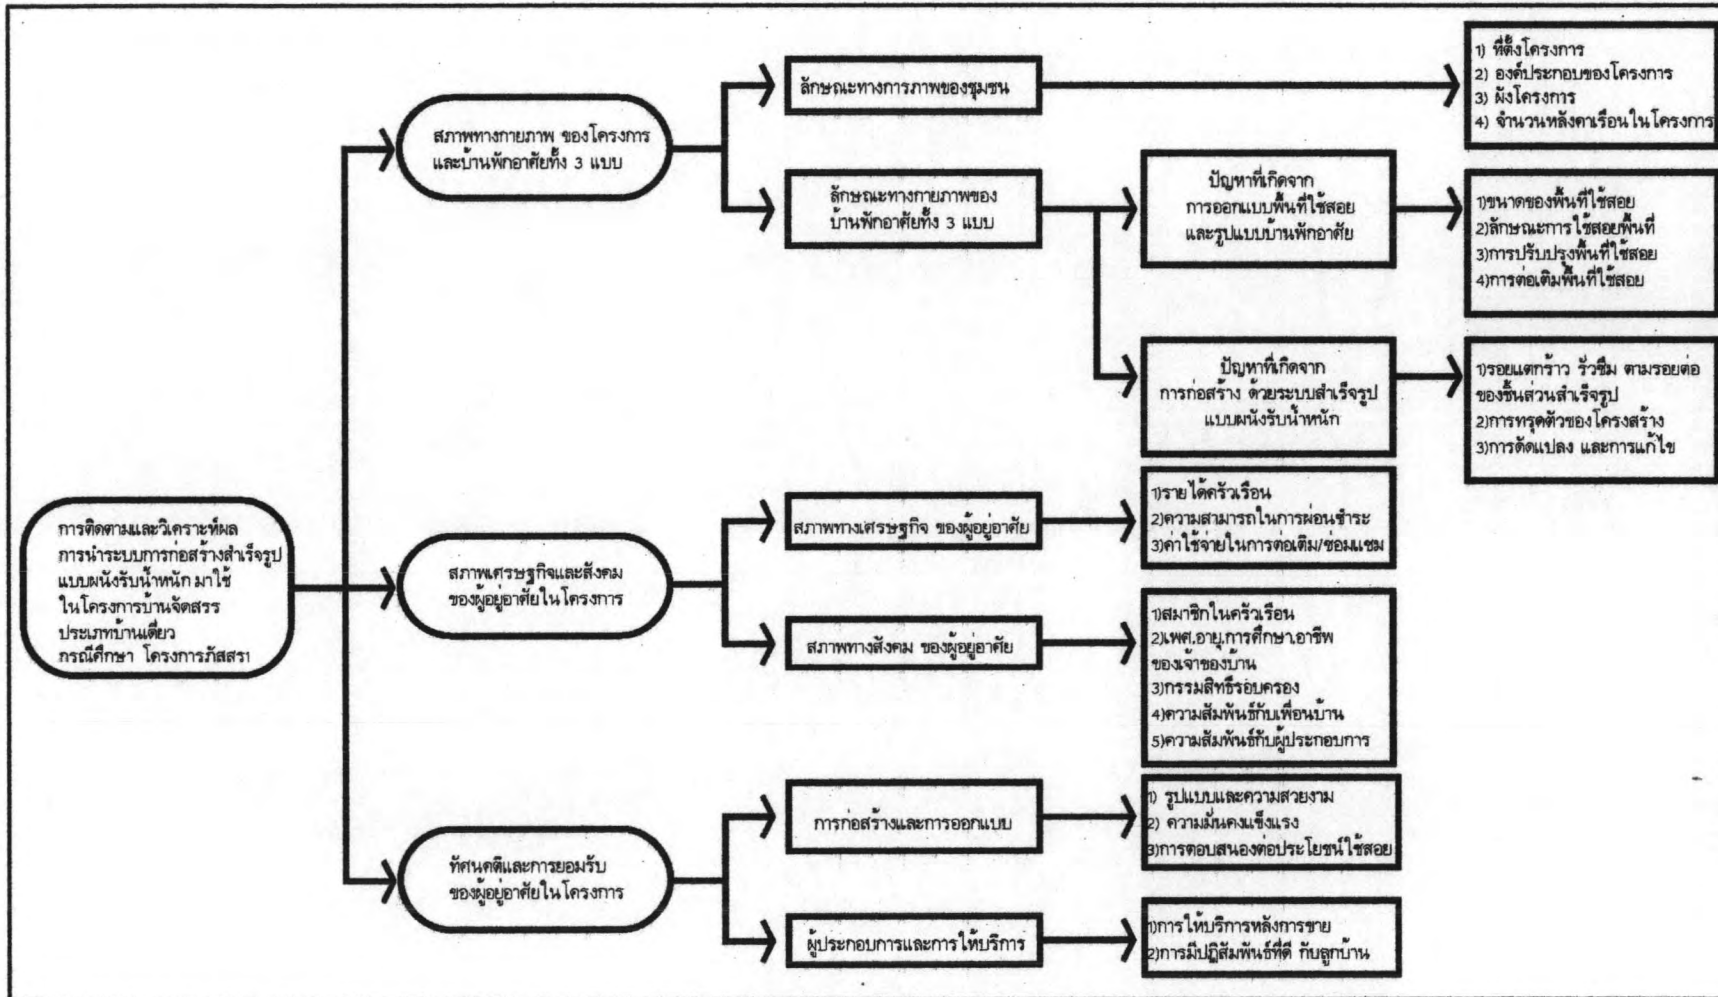 การติดตามและวิเคราะห์ผล
การนำระบบการก่อสร้างสำเร็จรูป
แบบผนังรับน้ำหนัก มาใช้
ในโครงการบ้านจัดสรร
ประเภทบ้านเดี่ยว
กรณีศึกษา โครงการภัสสรา
สภาพทางกายภาพ ของโครงการ
และบ้านพักอาศัยทั้ง 3 แบบ
ลักษณะทางการภาพของชุมชน
1) ที่ตั้งโครงการ
2) องค์ประกอบของโครงการ
3) ผังโครงการ
4) จำนวนหลังคาเรือนในโครงการ
ลักษณะทางกายภาพของ
บ้านพักอาศัยทั้ง 3 แบบ
ปัญหาที่เกิดจาก
การออกแบบพื้นที่ใช้สอย
และรูปแบบบ้านพักอาศัย
1)ขนาดของพื้นที่ใช้สอย
2)ลักษณะการใช้สอยพื้นที่
3)การปรับปรุงพื้นที่ใช้สอย
4)การต่อเติมพื้นที่ใช้สอย
ปัญหาที่เกิดจาก
การก่อสร้าง ด้วยระบบสำเร็จรูป
แบบผนังรับน้ำหนัก
1)รอยแตกร้าว รั่วซึม ตามรอยต่อ
ของชิ้นส่วนสำเร็จรูป
2)การทรุดตัวของโครงสร้าง
3)การดัดแปลง และการแก้ไข
สภาพเศรษฐกิจและสังคม
ของผู้อยู่อาศัยในโครงการ
สภาพทางเศรษฐกิจ ของผู้อยู่อาศัย
1)รายได้ครัวเรือน
2)ความสามารถในการผ่อนชำระ
3)ค่าใช้จ่ายในการต่อเติม/ซ่อมแซม
สภาพทางสังคม ของผู้อยู่อาศัย
1)สมาชิกในครัวเรือน
2)เพศ,อายุ,การศึกษา,อาชีพ
ของเจ้าของบ้าน
3)กรรมสิทธิ์รอบครอง
4)ความสัมพันธ์กับเพื่อนบ้าน
5)ความสัมพันธ์กับผู้ประกอบการ
ทัศนคติและการยอมรับ
ของผู้อยู่อาศัยในโครงการ
การก่อสร้างและการออกแบบ
1) รูปแบบและความสวยงาม
2) ความมั่นคงแข็งแรง
3)การตอบสนองต่อประโยชน์ใช้สอย
ผู้ประกอบการและการให้บริการ
1)การให้บริการหลังการขาย
2)การมีปฏิสัมพันธ์ที่ดี กับลูกบ้าน